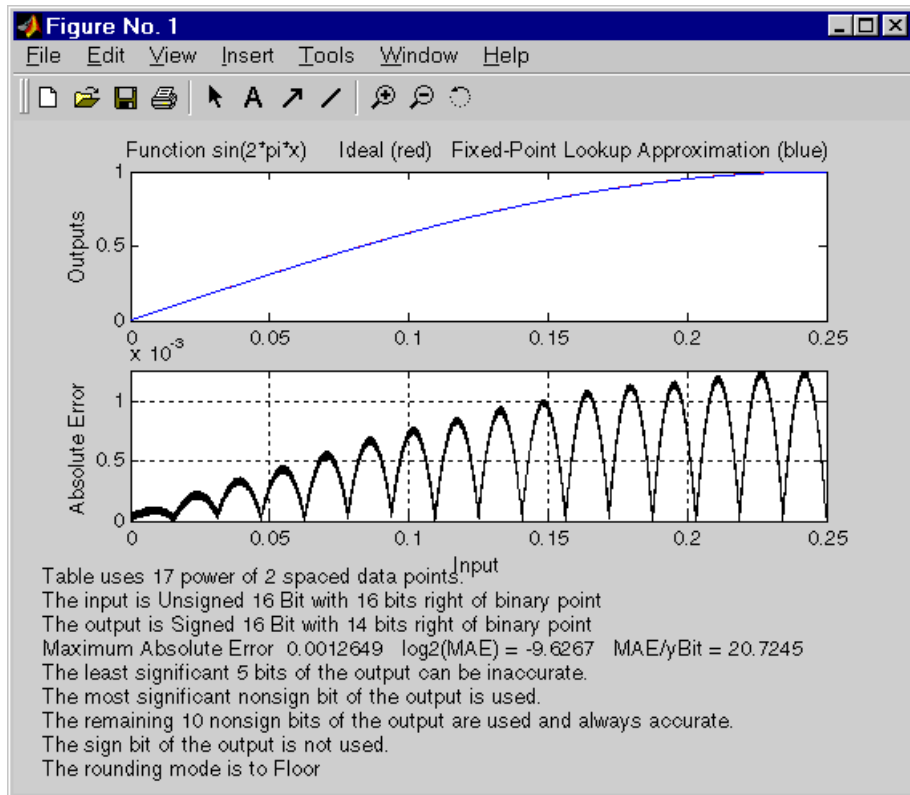 Figure No. 1
File Edit View Insert Tools Window Help
A
Function sin(2*pi*x) Ideal (red) Fixed-Point Lookup Approximation (blue)
1
0.5
0
Outputs
0 0.05 0.1 0.15 0.2 0.25
x 10-3
1
0.5
0
Absolute Error
0 0.05 0.1 0.15 0.2 0.25
Input
Table uses 17 power of 2 spaced data points.
The input is Unsigned 16 Bit with 16 bits right of binary point
The output is Signed 16 Bit with 14 bits right of binary point
Maximum Absolute Error 0.0012649 log2(MAE) = -9.6267 MAE/yBit = 20.7245
The least significant 5 bits of the output can be inaccurate.
The most significant nonsign bit of the output is used.
The remaining 10 nonsign bits of the output are used and always accurate.
The sign bit of the output is not used.
The rounding mode is to Floor